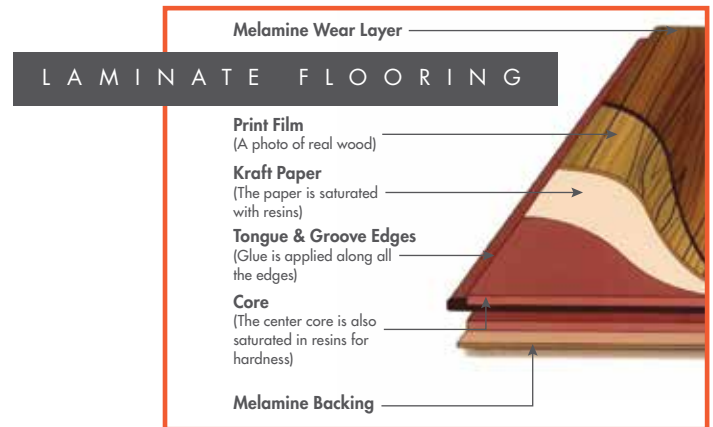 Melamine Wear Layer
LAMINATE FLOORING
Print Film
(A photo of real wood)
Kraft Paper
(The paper is saturated
with resins)
Tongue & Groove Edges
(Glue is applied along all
the edges)
Core
(The center core is also
saturated in resins for
hardness)
Melamine Backing